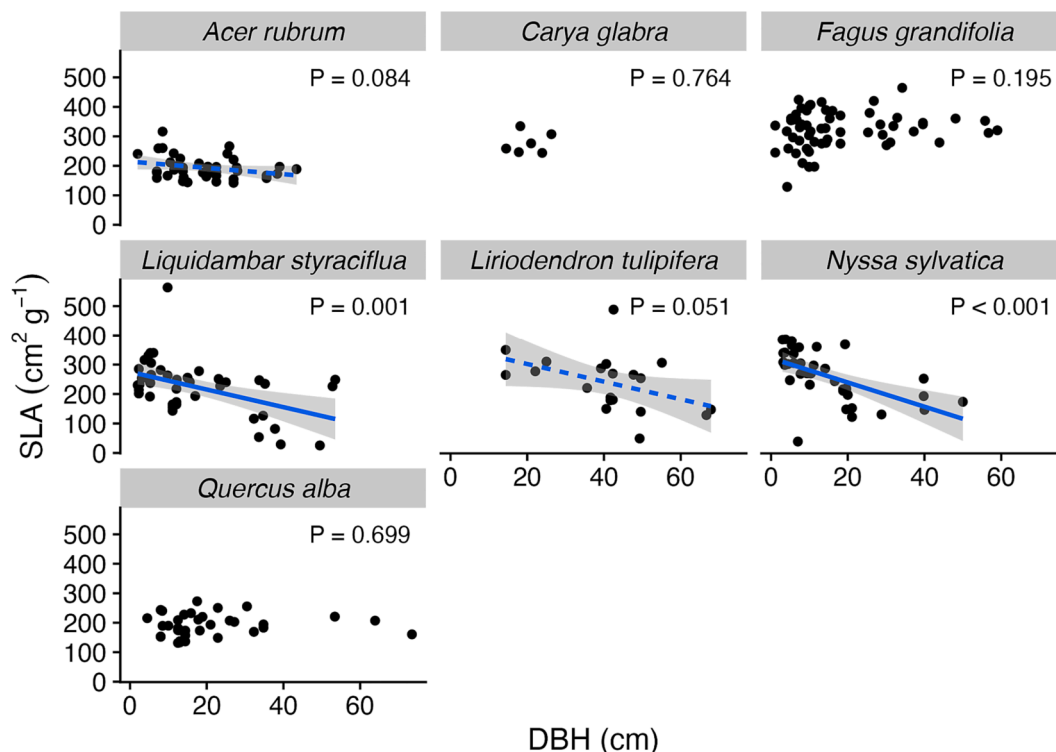 Acer rubrum
Carya glabra
Fagus grandifolia
500
400
300
200
100
0
P = 0.084
P = 0.764
P = 0.195
Liquidambar styraciflua
Liriodendron tulipifera
Nyssa sylvatica
SLA (cm² g⁻¹)
500
400
300
200
100
0
P = 0.001
P = 0.051
P < 0.001
0 20 40 60
0 20 40 60
Quercus alba
500
400
300
200
100
0
P = 0.699
0 20 40 60
DBH (cm)